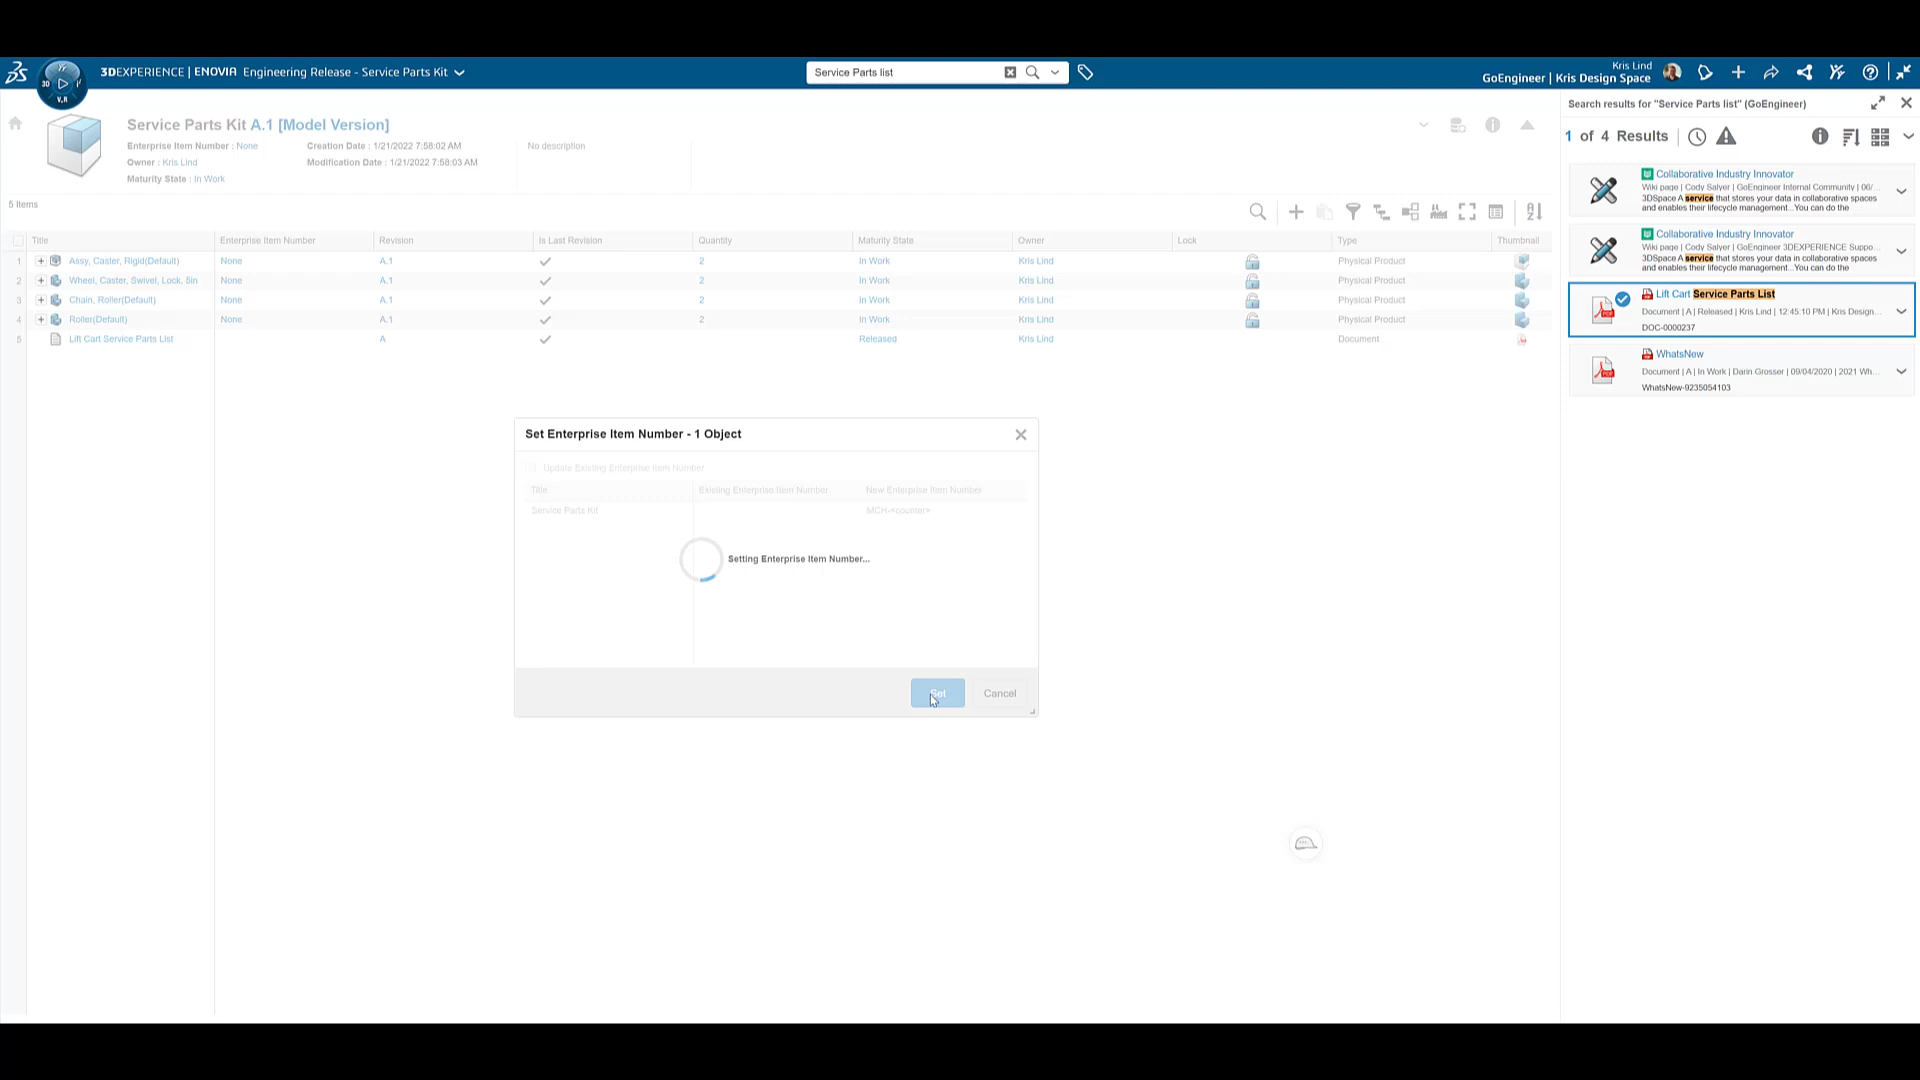 3DEXPERIENCE | ENOVIA Engineering Release - Service Parts Kit
Service Parts list
Kris Lind
GoEngineer | Kris Design Space
3D
V.R
Service Parts Kit A.1 [Model Version]
Enterprise Item Number : None
Creation Date : 1/21/2022 7:58:02 AM
No description
Owner : Kris Lind
Modification Date : 1/21/2022 7:58:03 AM
Maturity State : In Work
5 Items
Title Enterprise Item Number Revision Is Last Revision Quantity Maturity State Owner Lock Type Thumbnail
1 Assy, Caster, Rigid(Default) None A.1 2 In Work Kris Lind Physical Product
2 Wheel, Caster, Swivel, Lock, 5in None A.1 2 In Work Kris Lind Physical Product
3 Chain, Roller(Default) None A.1 2 In Work Kris Lind Physical Product
4 Roller(Default) None A.1 2 In Work Kris Lind Physical Product
5 Lift Cart Service Parts List A Released Kris Lind Document
Set Enterprise Item Number - 1 Object
Update Existing Enterprise Item Number
Title Existing Enterprise Item Number New Enterprise Item Number
Service Parts Kit MCH-<counter>
Setting Enterprise Item Number...
Set Cancel
Search results for "Service Parts list" (GoEngineer)
1 of 4 Results
Collaborative Industry Innovator
Wiki page | Cody Salyer | GoEngineer Internal Community | 06/...
3DSpace A service that stores your data in collaborative spaces
and enables their lifecycle management...You can do the
Collaborative Industry Innovator
Wiki page | Cody Salyer | GoEngineer 3DEXPERIENCE Suppo...
3DSpace A service that stores your data in collaborative spaces
and enables their lifecycle management...You can do the
Lift Cart Service Parts List
Document | A | Released | Kris Lind | 12:45:10 PM | Kris Design...
DOC-0000237
WhatsNew
Document | A | In Work | Darin Grosser | 09/04/2020 | 2021 Wh...
WhatsNew-9235054103